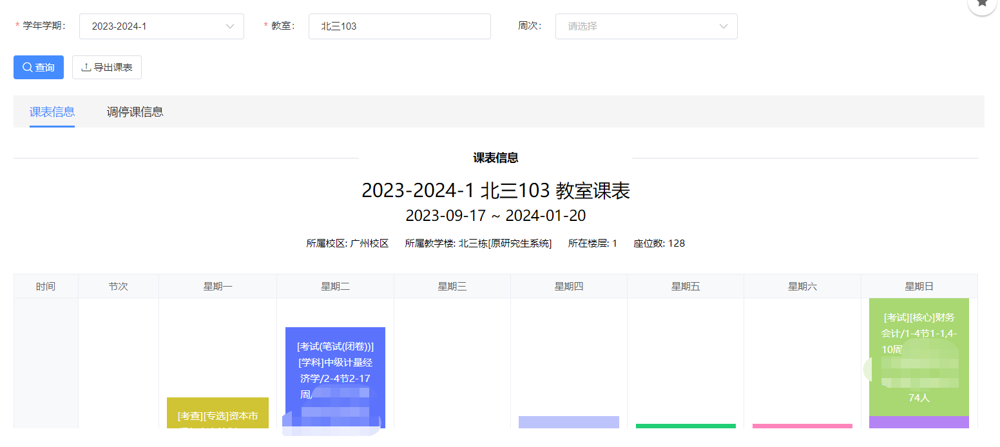 * 学年学期: 2023-2024-1 * 教室: 北三103 周次: 请选择
查询 导出课表
课表信息 调停课信息
课表信息
2023-2024-1 北三103 教室课表
2023-09-17 ~ 2024-01-20
所属校区: 广州校区 所属教学楼: 北三栋[原研究生系统] 所在楼层: 1 座位数: 128
时间 节次 星期一 星期二 星期三 星期四 星期五 星期六 星期日
[考查][专选]资本市
[考试(笔试(闭卷))]
[学科]中级计量经
济学/2-4节2-17
周/
[考试][核心]财务
会计/1-4节1-1,4-
10周
74人